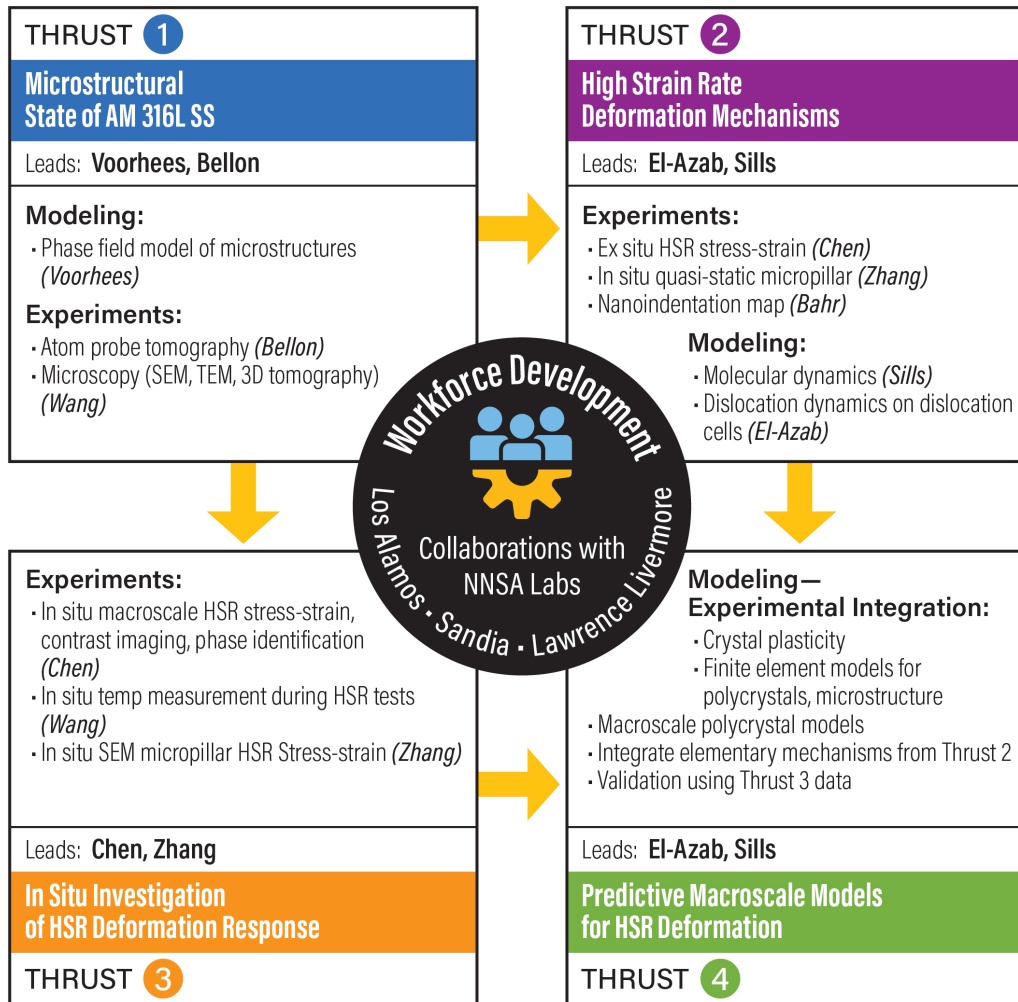 THRUST 1
Microstructural
State of AM 316L SS
Leads: Voorhees, Bellon
Modeling:
· Phase field model of microstructures
(Voorhees)
Experiments:
· Atom probe tomography (Bellon)
· Microscopy (SEM, TEM, 3D tomography)
(Wang)
THRUST 2
High Strain Rate
Deformation Mechanisms
Leads: El-Azab, Sills
Experiments:
· Ex situ HSR stress-strain (Chen)
· In situ quasi-static micropillar (Zhang)
· Nanoindentation map (Bahr)
Modeling:
· Molecular dynamics (Sills)
· Dislocation dynamics on dislocation
cells (El-Azab)
Workforce Development
Collaborations with
NNSA Labs
Los Alamos · Sandia · Lawrence Livermore
Experiments:
· In situ macroscale HSR stress-strain,
contrast imaging, phase identification
(Chen)
· In situ temp measurement during HSR tests
(Wang)
· In situ SEM micropillar HSR Stress-strain (Zhang)
Leads: Chen, Zhang
In Situ Investigation
of HSR Deformation Response
THRUST 3
Modeling—
Experimental Integration:
· Crystal plasticity
· Finite element models for
polycrystals, microstructure
· Macroscale polycrystal models
· Integrate elementary mechanisms from Thrust 2
· Validation using Thrust 3 data
Leads: El-Azab, Sills
Predictive Macroscale Models
for HSR Deformation
THRUST 4